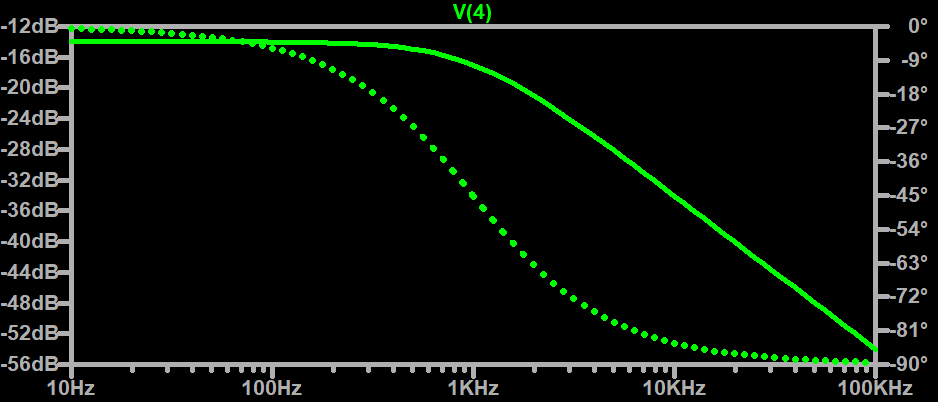 V(4)
-12dB
-16dB
-20dB
-24dB
-28dB
-32dB
-36dB
-40dB
-44dB
-48dB
-52dB
-56dB
0°
-9°
-18°
-27°
-36°
-45°
-54°
-63°
-72°
-81°
-90°
10Hz 100Hz 1KHz 10KHz 100KHz